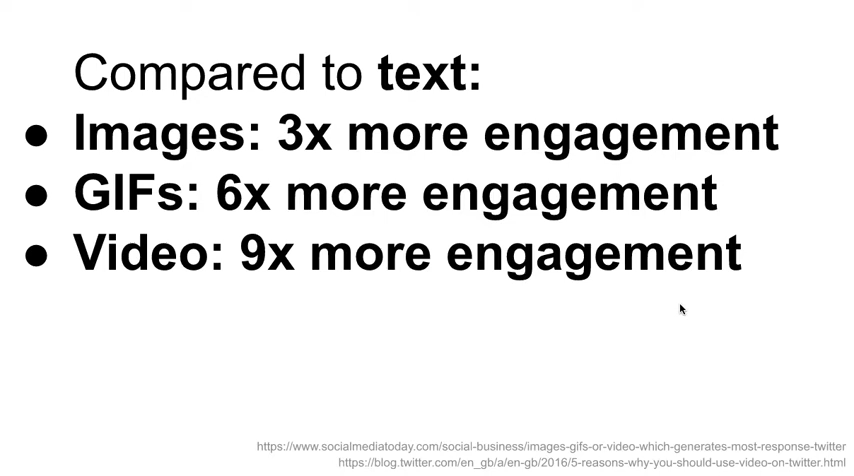 Compared to text:
● Images: 3x more engagement
● GIFs: 6x more engagement
● Video: 9x more engagement
https://www.socialmediatoday.com/social-business/images-gifs-or-video-which-generates-most-response-twitter
https://blog.twitter.com/en_gb/a/en-gb/2016/5-reasons-why-you-should-use-video-on-twitter.html